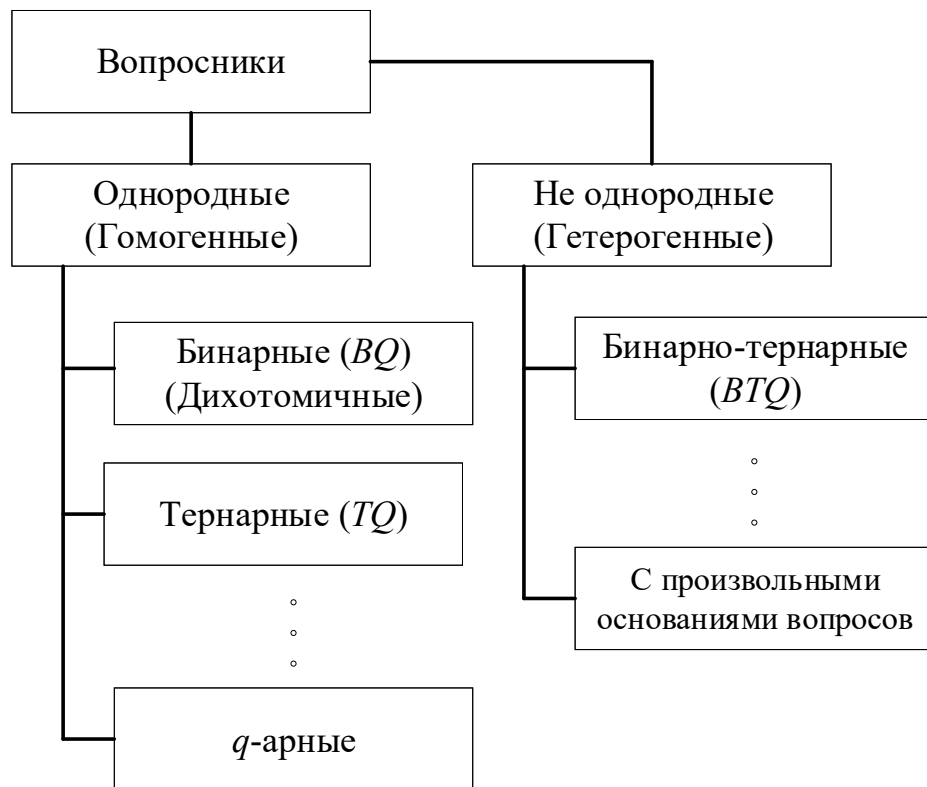 Вопросники
Однородные
(Гомогенные)
Не однородные
(Гетерогенные)
Бинарные (BQ)
(Дихотомичные)
Тернарные (TQ)
q-арные
Бинарно-тернарные
(BTQ)
С произвольными
основаниями вопросов